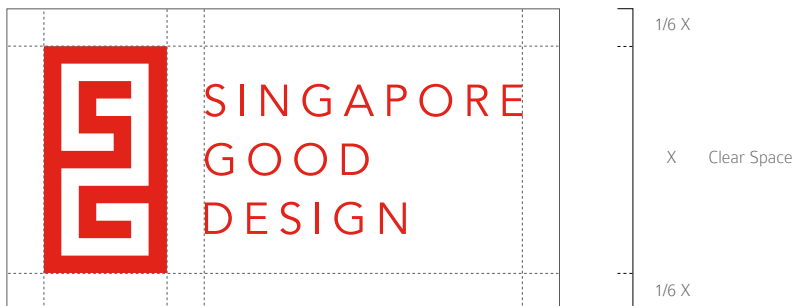 1/6 X
SINGAPORE
GOOD
DESIGN
X Clear Space
1/6 X